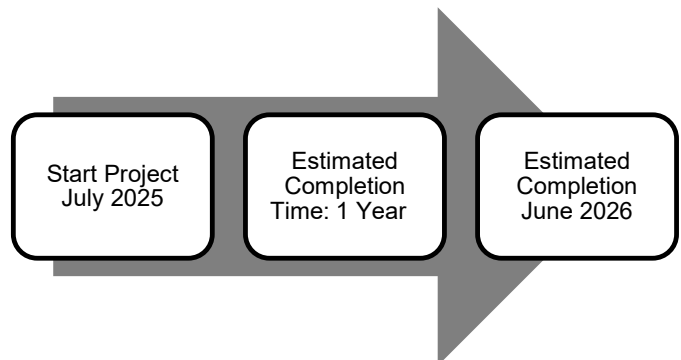 Start Project
July 2025
Estimated
Completion
Time: 1 Year
Estimated
Completion
June 2026